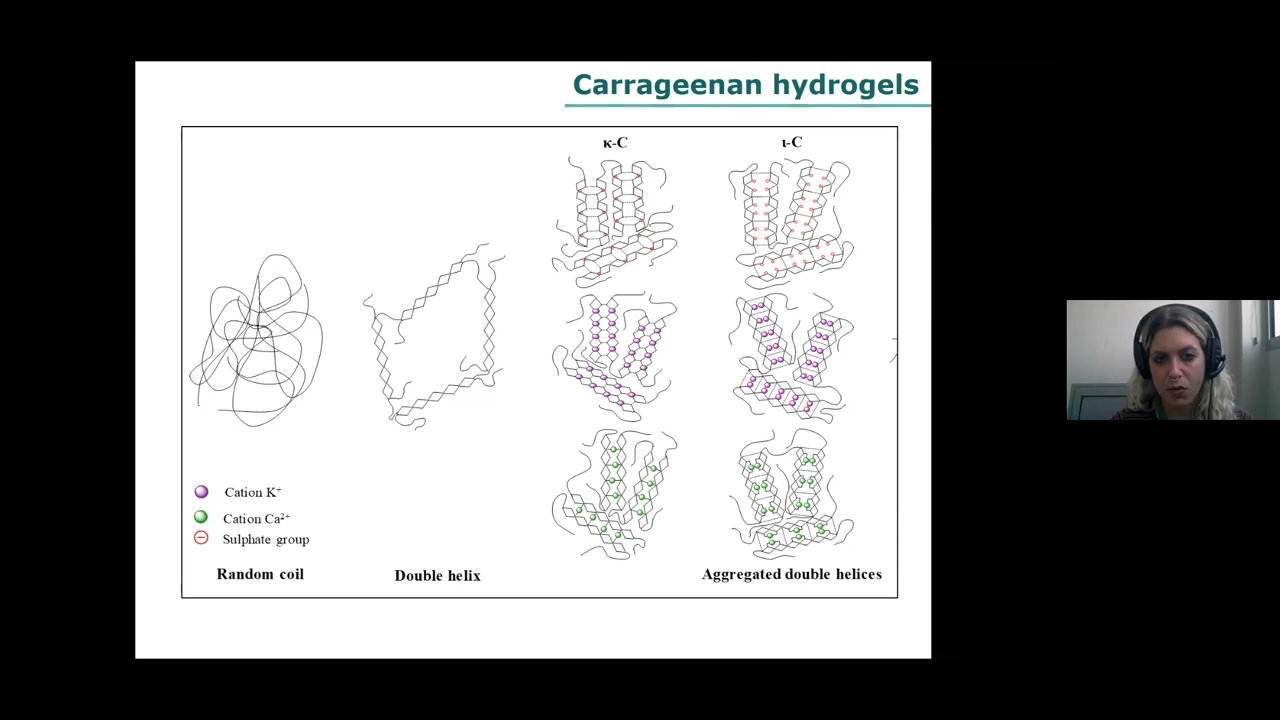 Carrageenan hydrogels
κ-C
ι-C
Cation K⁺
Cation Ca²⁺
Sulphate group
Random coil
Double helix
Aggregated double helices